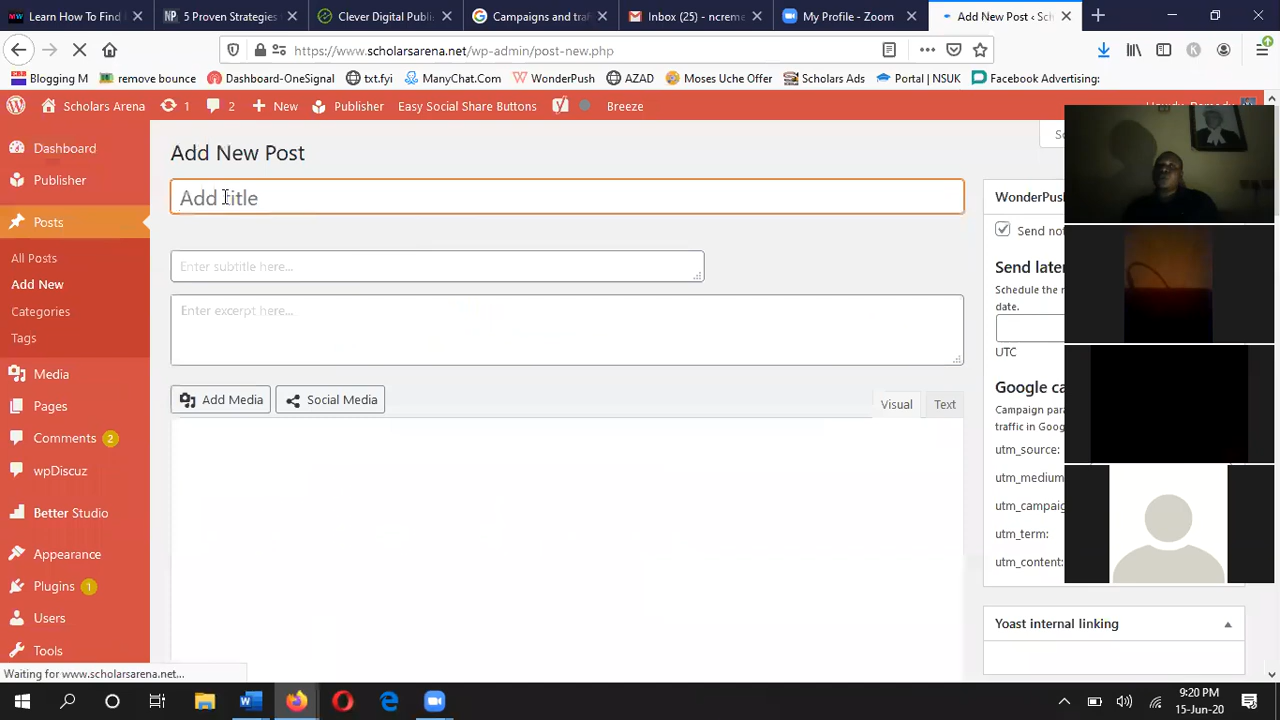 Learn How To Find
5 Proven Strategies
Clever Digital Publi
Campaigns and tra
Inbox (25) - ncreme
My Profile - Zoom
Add New Post ‹ Sch
https://www.scholarsarena.net/wp-admin/post-new.php
Blogging M
remove bounce
Dashboard-OneSignal
txt.fyi
ManyChat.Com
WonderPush
AZAD
Moses Uche Offer
Scholars Ads
Portal | NSUK
Facebook Advertising:
Scholars Arena
1
2
New
Publisher
Easy Social Share Buttons
Breeze
Dashboard
Publisher
Posts
All Posts
Add New
Categories
Tags
Media
Pages
Comments 2
wpDiscuz
Better Studio
Appearance
Plugins 1
Users
Tools
Add New Post
Add title
Enter subtitle here...
Enter excerpt here...
Add Media
Social Media
Visual
Text
WonderPush
Send not
Send later
Schedule the n
date.
UTC
Google ca
Campaign para
traffic in Goog
utm_source:
utm_medium
utm_campaig
utm_term:
utm_content:
Yoast internal linking
Waiting for www.scholarsarena.net...
9:20 PM
15-Jun-20